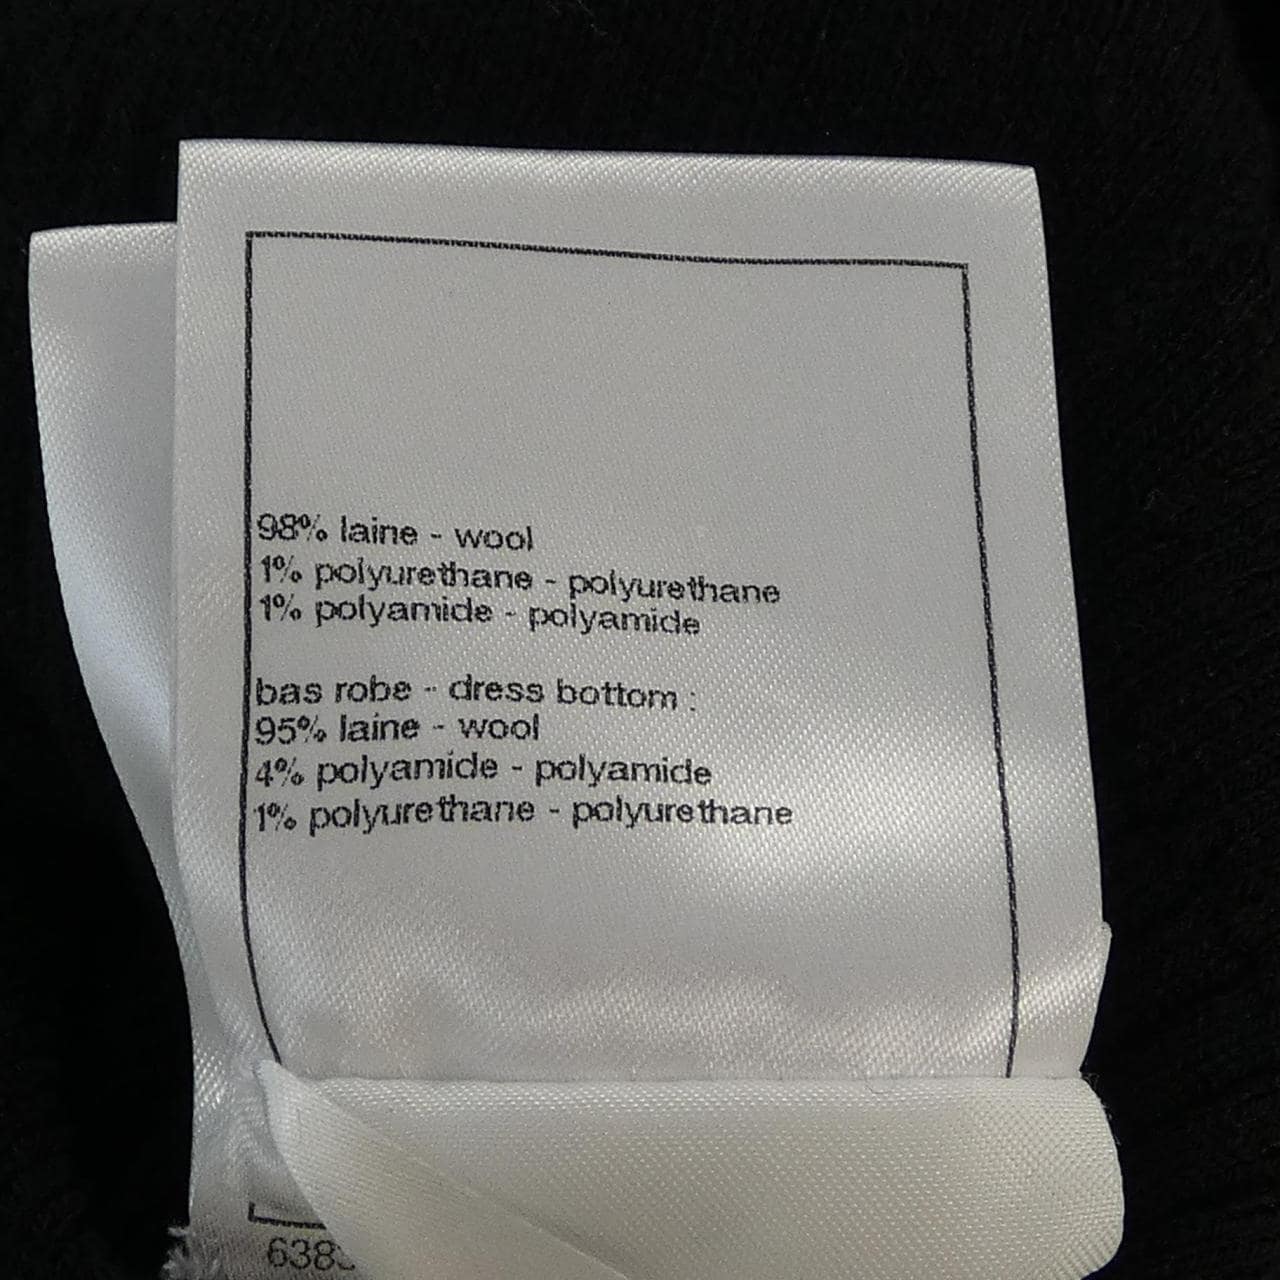 98% laine - wool
1% polyurethane - polyurethane
1% polyamide - polyamide
bas robe - dress bottom :
95% laine - wool
4% polyamide - polyamide
1% polyurethane - polyurethane